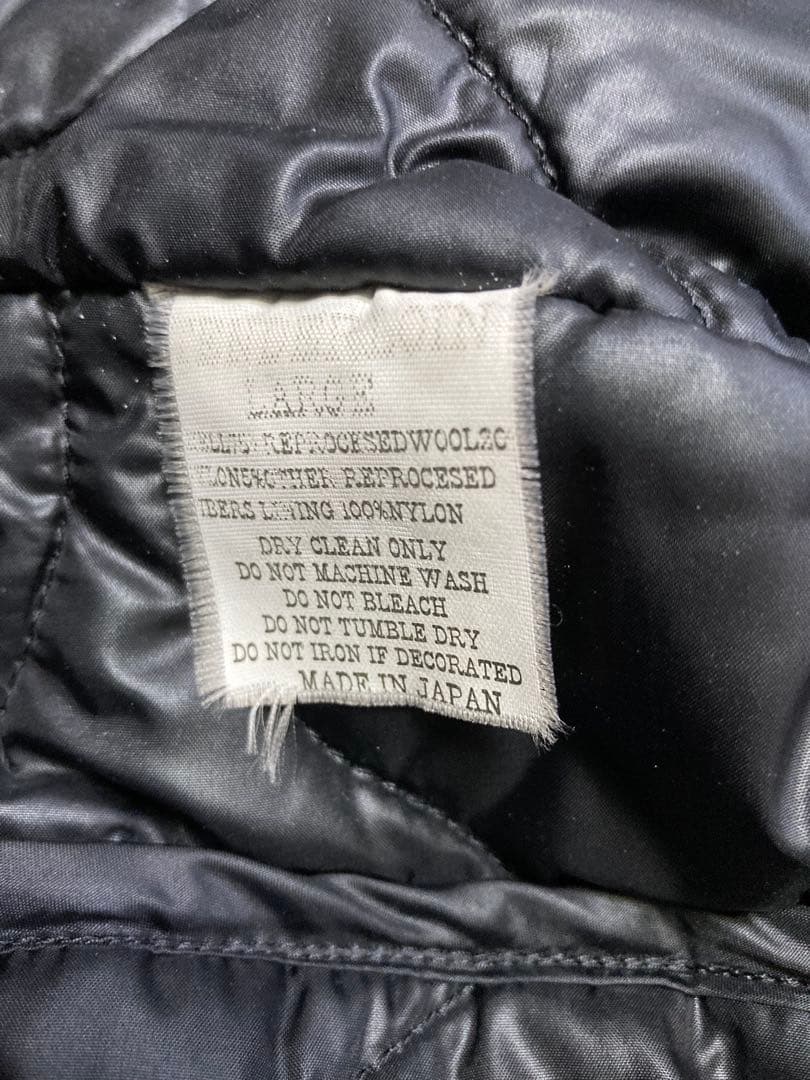 LARGE
REPROCKSEDWOOL20
5%OTHER REPROCESED
LINING 100%NYLON
DRY CLEAN ONLY
DO NOT MACHINE WASH
DO NOT BLEACH
DO NOT TUMBLE DRY
DO NOT IRON IF DECORATED
MADE IN JAPAN